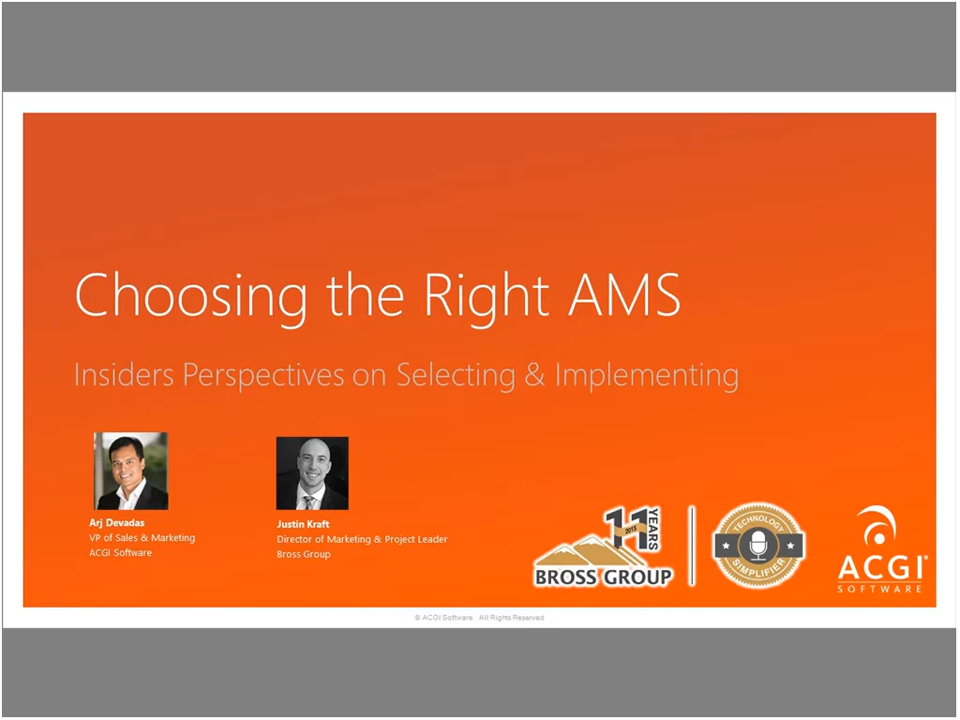 Choosing the Right AMS
Insiders Perspectives on Selecting & Implementing
Arj Devadas
VP of Sales & Marketing
ACGI Software
Justin Kraft
Director of Marketing & Project Leader
Bross Group
11 YEARS
2015
BROSS GROUP
TECHNOLOGY
SIMPLIFIER
ACGI®
SOFTWARE
© ACGI Software. All Rights Reserved